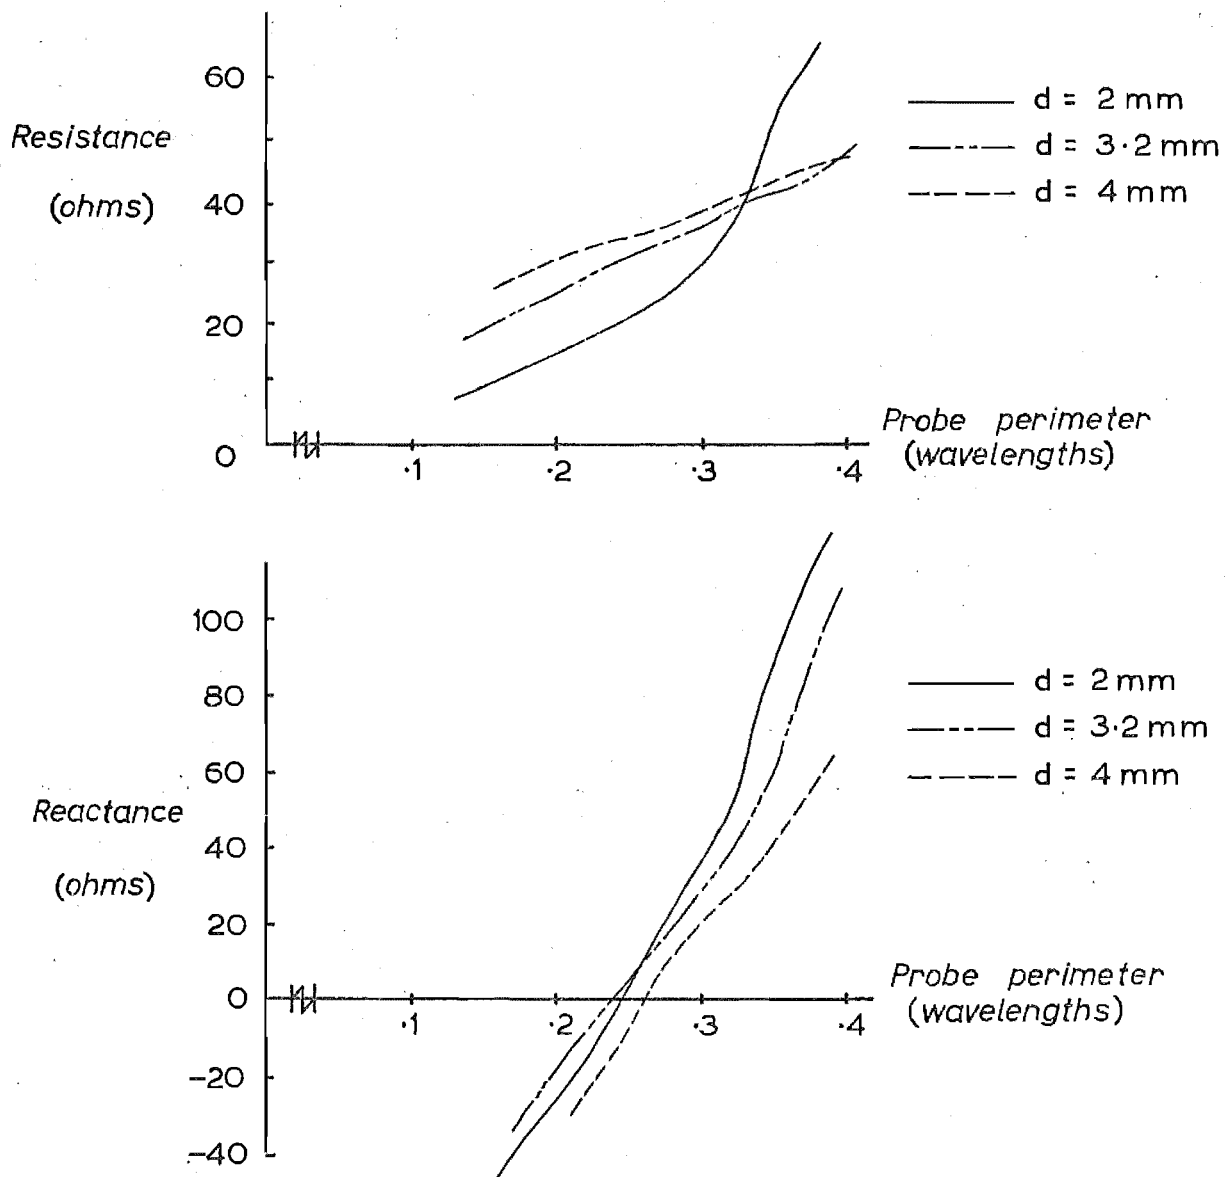 Resistance
(ohms)
60
40
20
0
.1
.2
.3
.4
Probe perimeter
(wavelengths)
d = 2 mm
d = 3·2 mm
d = 4 mm
Reactance
(ohms)
100
80
60
40
20
0
-20
-40
.1
.2
.3
.4
Probe perimeter
(wavelengths)
d = 2 mm
d = 3·2 mm
d = 4 mm